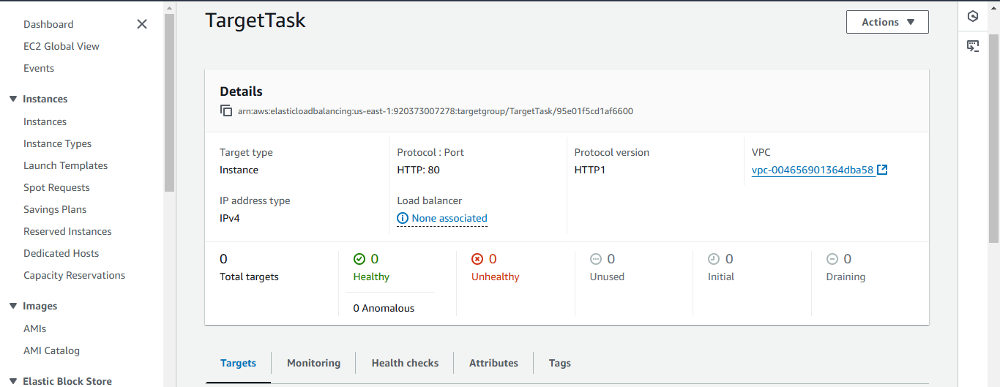 Dashboard
EC2 Global View
Events
Instances
Instances
Instance Types
Launch Templates
Spot Requests
Savings Plans
Reserved Instances
Dedicated Hosts
Capacity Reservations
Images
AMIs
AMI Catalog
Elastic Block Store
TargetTask
Actions
Details
arn:aws:elasticloadbalancing:us-east-1:920373007278:targetgroup/TargetTask/95e01f5cd1af6600
Target type
Instance
Protocol : Port
HTTP: 80
Protocol version
HTTP1
VPC
vpc-004656901364dba58
IP address type
IPv4
Load balancer
None associated
0
Total targets
0
Healthy
0 Anomalous
0
Unhealthy
0
Unused
0
Initial
0
Draining
Targets
Monitoring
Health checks
Attributes
Tags